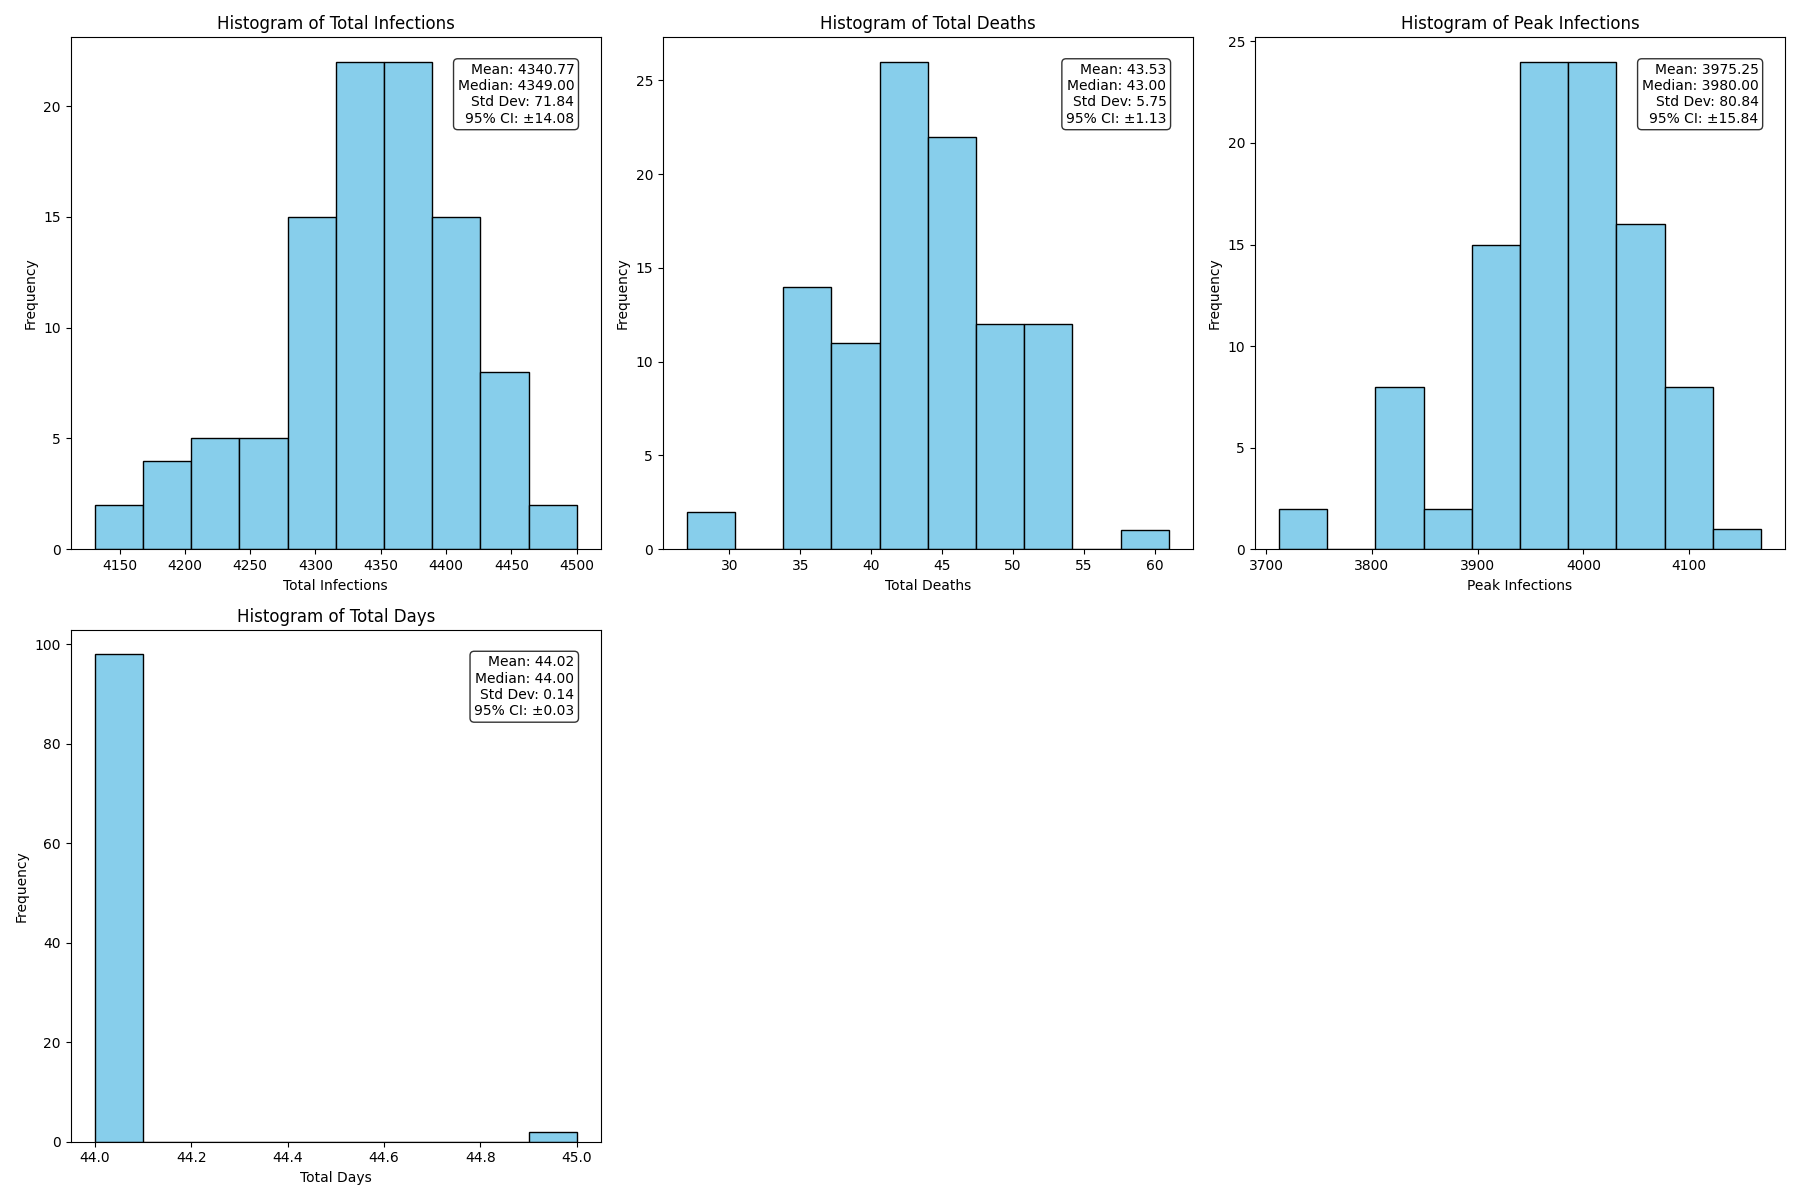 Histogram of Total Infections
Mean: 4340.77
Median: 4349.00
Std Dev: 71.84
95% CI: ±14.08
Frequency
20
15
10
5
0
4150 4200 4250 4300 4350 4400 4450 4500
Total Infections
Histogram of Total Deaths
Mean: 43.53
Median: 43.00
Std Dev: 5.75
95% CI: ±1.13
Frequency
25
20
15
10
5
0
30 35 40 45 50 55 60
Total Deaths
Histogram of Peak Infections
Mean: 3975.25
Median: 3980.00
Std Dev: 80.84
95% CI: ±15.84
Frequency
25
20
15
10
5
0
3700 3800 3900 4000 4100
Peak Infections
Histogram of Total Days
Mean: 44.02
Median: 44.00
Std Dev: 0.14
95% CI: ±0.03
Frequency
100
80
60
40
20
0
44.0 44.2 44.4 44.6 44.8 45.0
Total Days